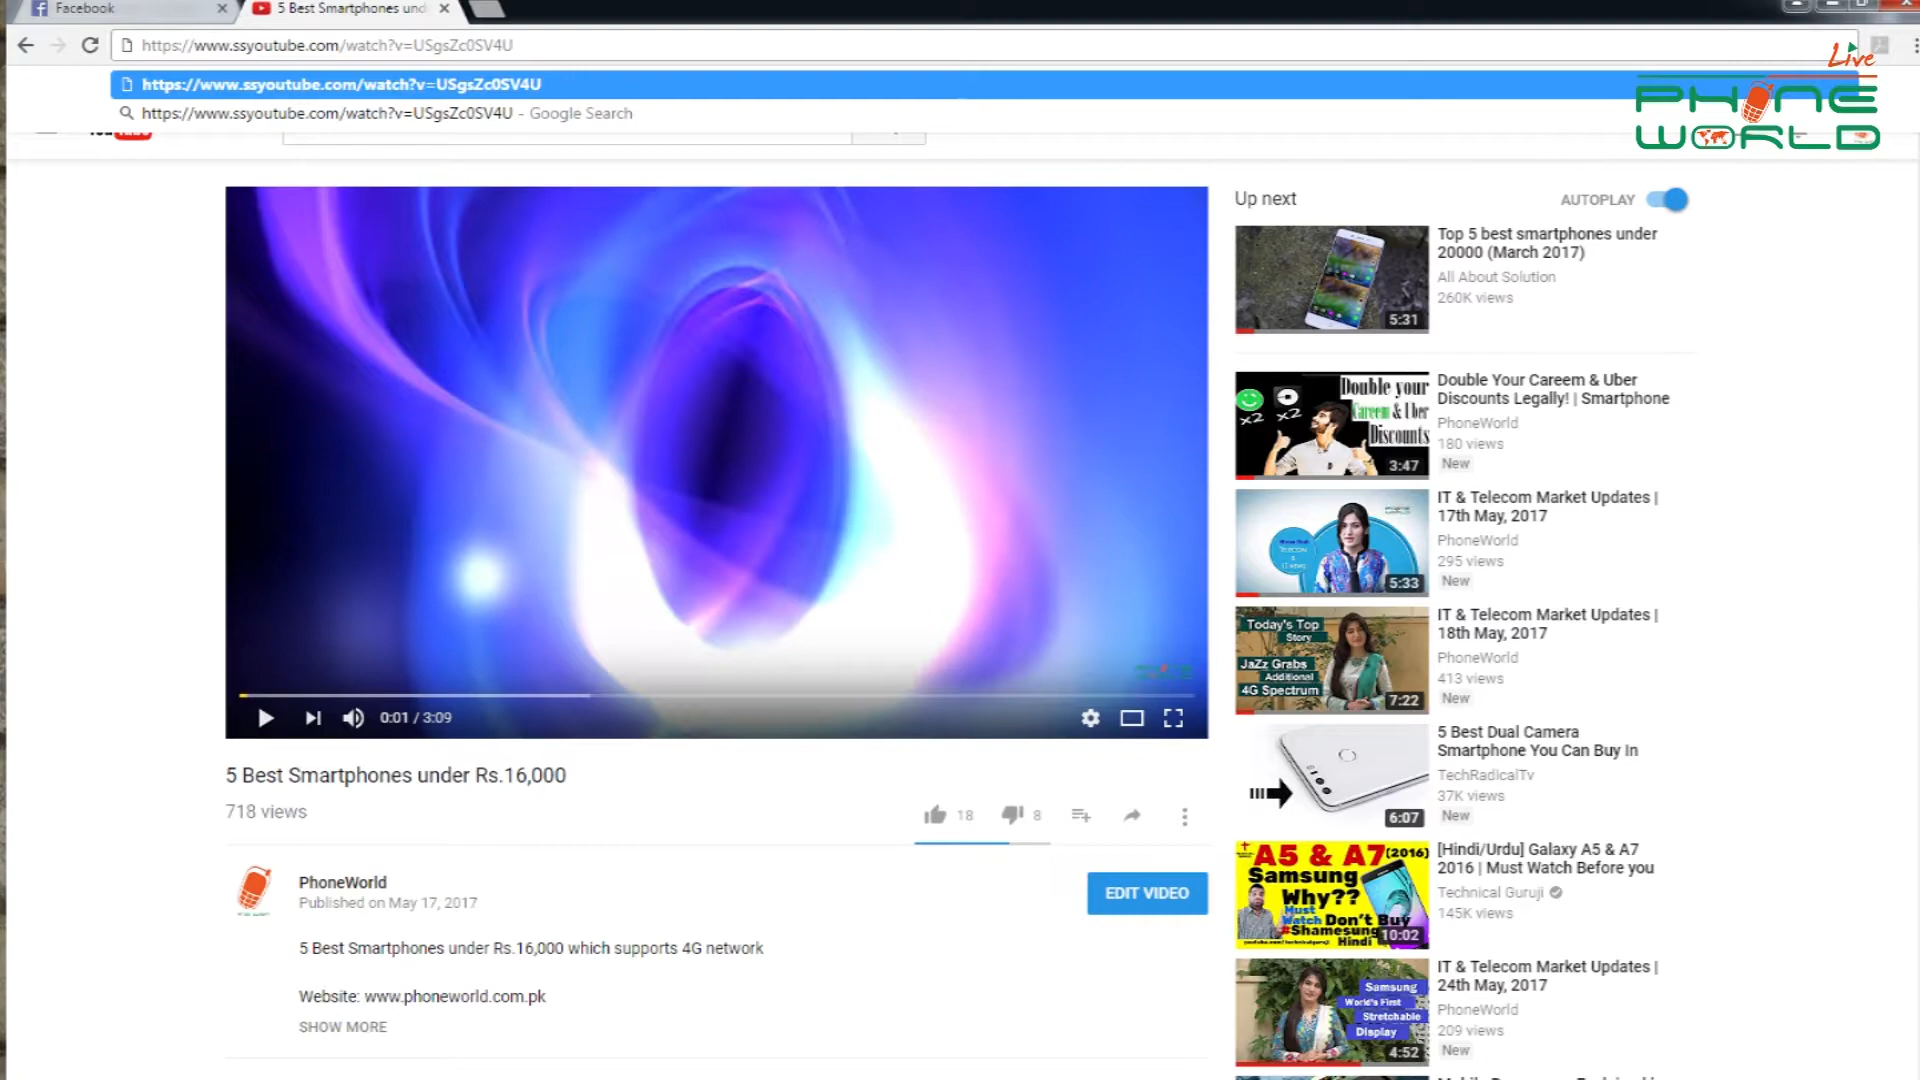 Facebook
5 Best Smartphones und
https://www.ssyoutube.com/watch?v=USgsZc0SV4U
https://www.ssyoutube.com/watch?v=USgsZc0SV4U
https://www.ssyoutube.com/watch?v=USgsZc0SV4U - Google Search
Live
PHONE
WORLD
Up next
AUTOPLAY
Top 5 best smartphones under
20000 (March 2017)
All About Solution
260K views
5:31
Double your
Careem & Uber
Discounts
x2 x2
3:47
Double Your Careem & Uber
Discounts Legally! | Smartphone
PhoneWorld
180 views
New
5:33
IT & Telecom Market Updates |
17th May, 2017
PhoneWorld
295 views
New
Today's Top
Story
JaZz Grabs
Additional
4G Spectrum
7:22
IT & Telecom Market Updates |
18th May, 2017
PhoneWorld
413 views
New
6:07
5 Best Dual Camera
Smartphone You Can Buy In
TechRadicalTv
37K views
New
A5 & A7 (2016)
Samsung
Why??
Must
Watch Don't Buy
#Shamesung
Hindi
10:02
[Hindi/Urdu] Galaxy A5 & A7
2016 | Must Watch Before you
Technical Guruji
145K views
Samsung
World's First
Stretchable
Display
4:52
IT & Telecom Market Updates |
24th May, 2017
PhoneWorld
209 views
New
0:01 / 3:09
5 Best Smartphones under Rs.16,000
718 views
18
8
PhoneWorld
Published on May 17, 2017
EDIT VIDEO
5 Best Smartphones under Rs.16,000 which supports 4G network
Website: www.phoneworld.com.pk
SHOW MORE